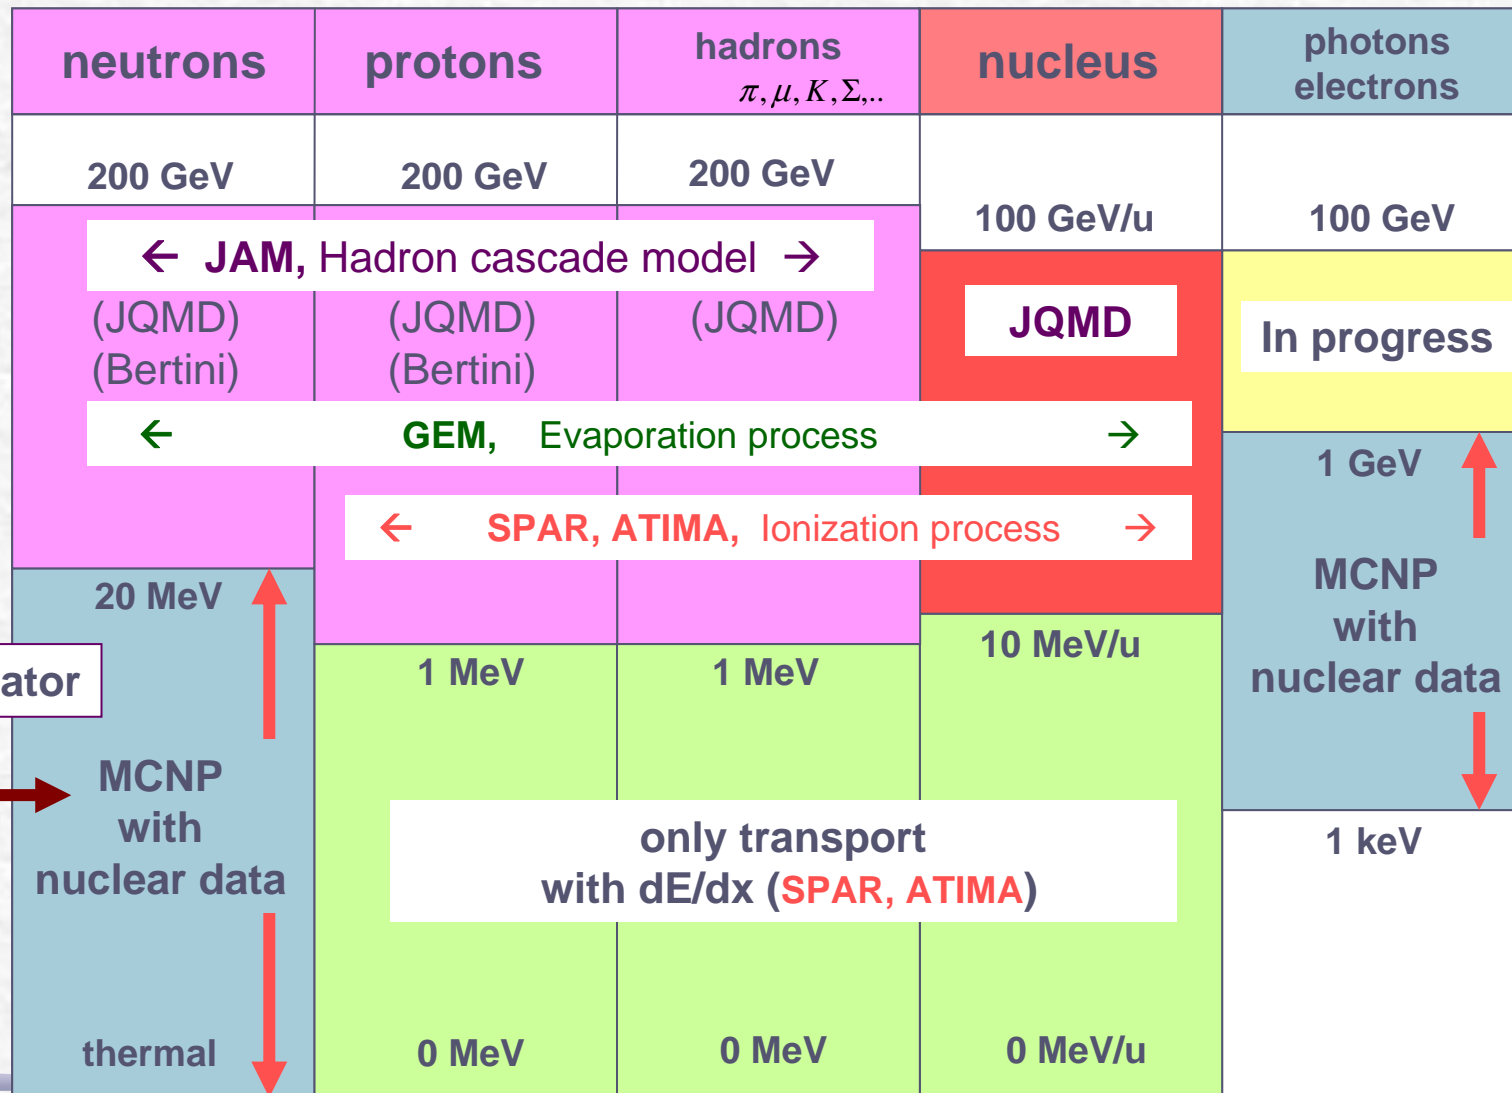 neutrons
protons
hadrons
π, μ, K, Σ,..
nucleus
photons
electrons
200 GeV
200 GeV
200 GeV
100 GeV/u
100 GeV
← JAM, Hadron cascade model →
(JQMD)
(Bertini)
(JQMD)
(Bertini)
(JQMD)
JQMD
In progress
← GEM, Evaporation process →
← SPAR, ATIMA, Ionization process →
20 MeV
1 MeV
1 MeV
10 MeV/u
1 GeV
MCNP
with
nuclear data
ator
MCNP
with
nuclear data
only transport
with dE/dx (SPAR, ATIMA)
1 keV
thermal
0 MeV
0 MeV
0 MeV/u